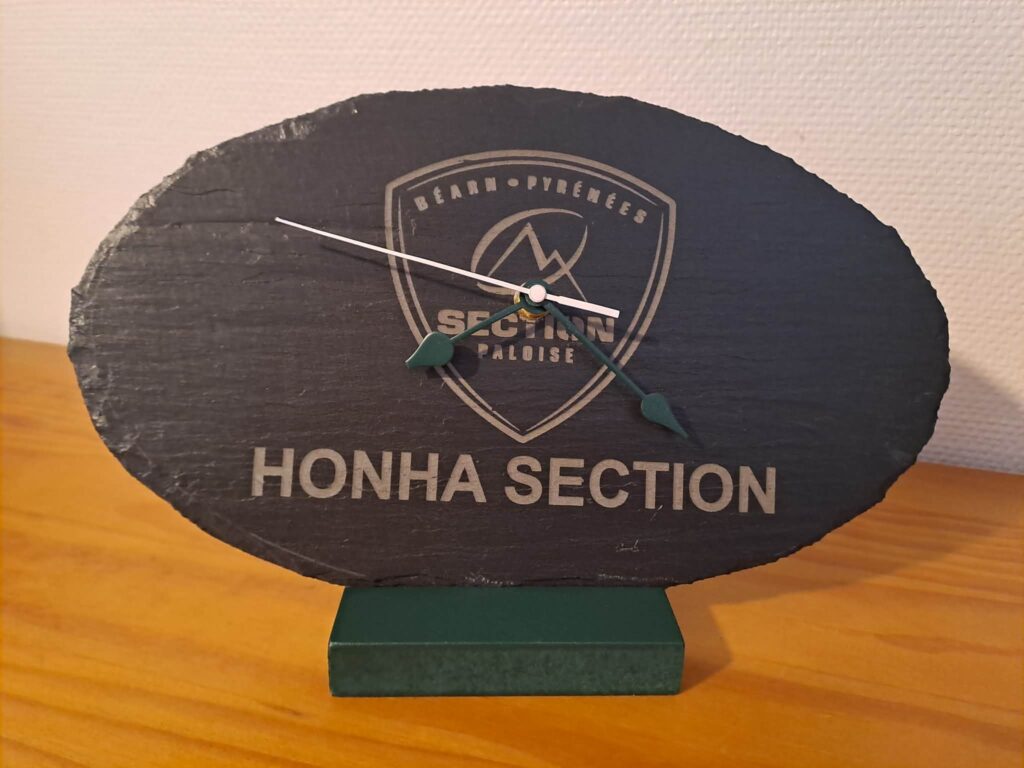 BÉARN • PYRÉNÉES
SECTION
PALOISE
HONHA SECTION